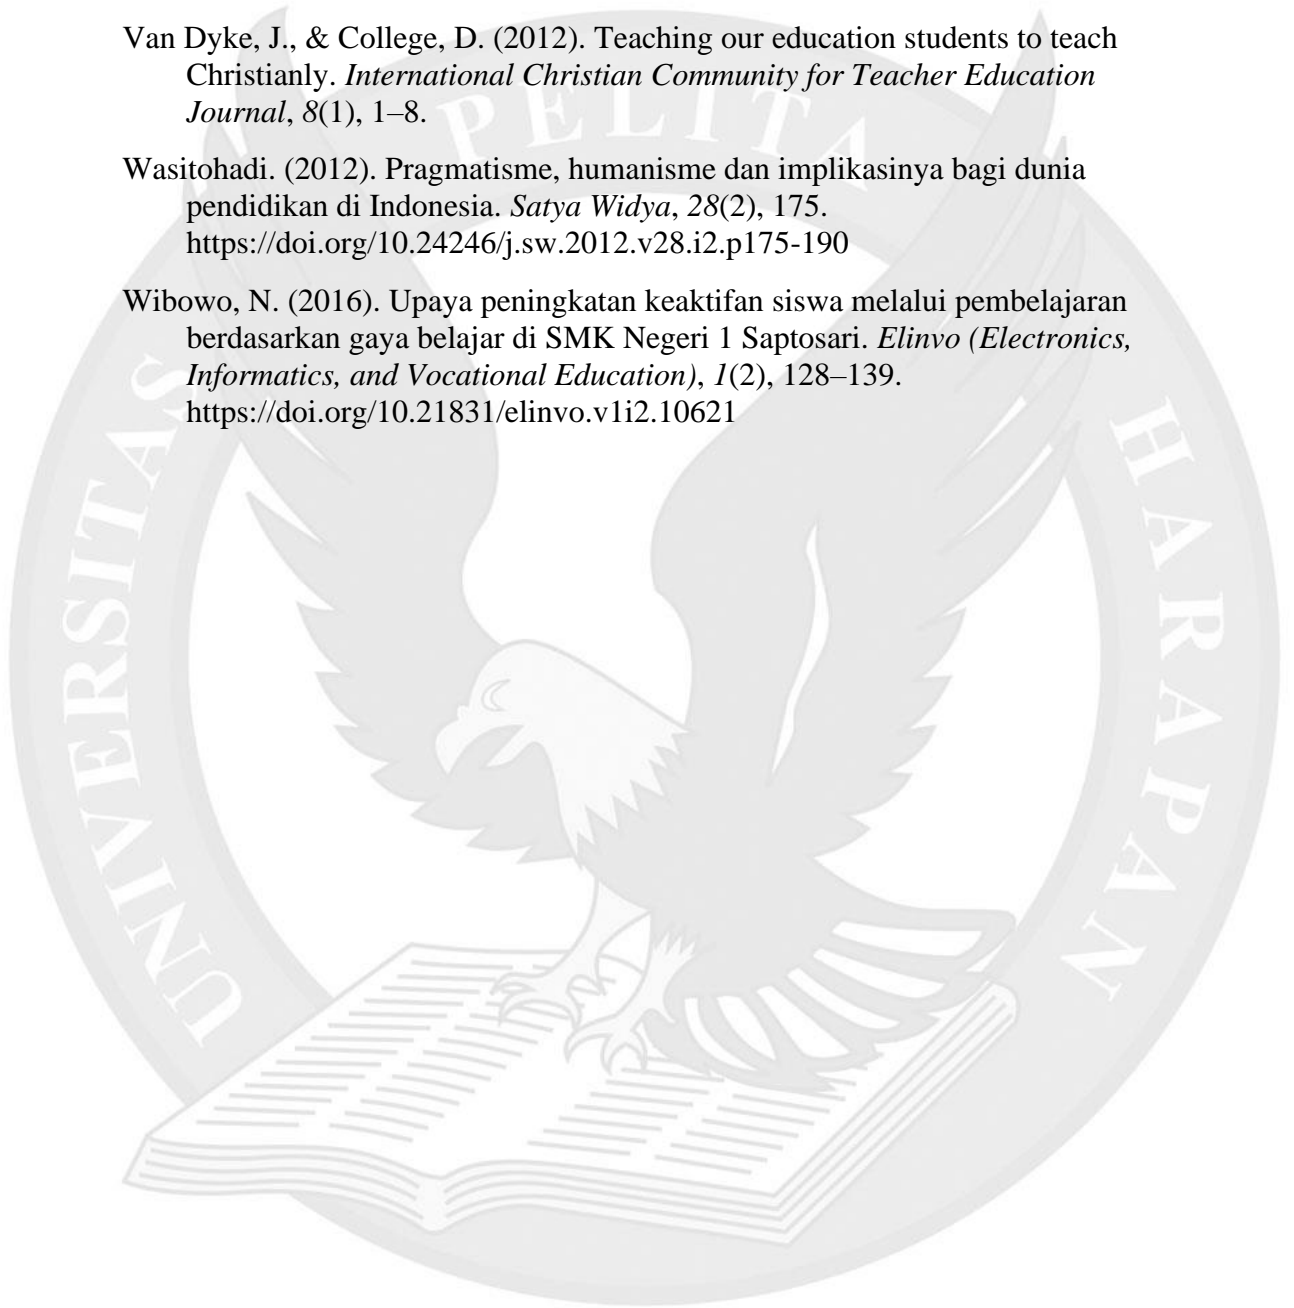 Van Dyke, J., & College, D. (2012). Teaching our education students to teach
Christianly. International Christian Community for Teacher Education
Journal, 8(1), 1–8.
Wasitohadi. (2012). Pragmatisme, humanisme dan implikasinya bagi dunia
pendidikan di Indonesia. Satya Widya, 28(2), 175.
https://doi.org/10.24246/j.sw.2012.v28.i2.p175-190
Wibowo, N. (2016). Upaya peningkatan keaktifan siswa melalui pembelajaran
berdasarkan gaya belajar di SMK Negeri 1 Saptosari. Elinvo (Electronics,
Informatics, and Vocational Education), 1(2), 128–139.
https://doi.org/10.21831/elinvo.v1i2.10621
UNIVERSITAS PELITA HARAPAN